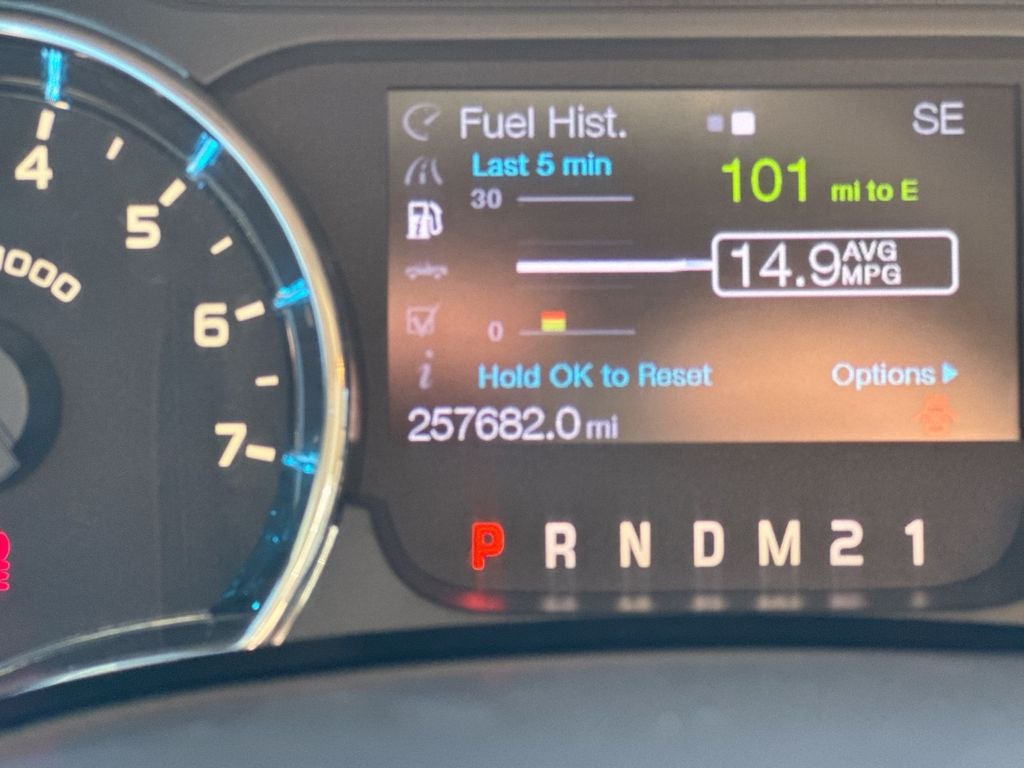 Fuel Hist.
SE
Last 5 min
101 mi to E
30
14.9 AVG MPG
0
Hold OK to Reset
Options
257682.0 mi
P R N D M 2 1
4
5
6
7